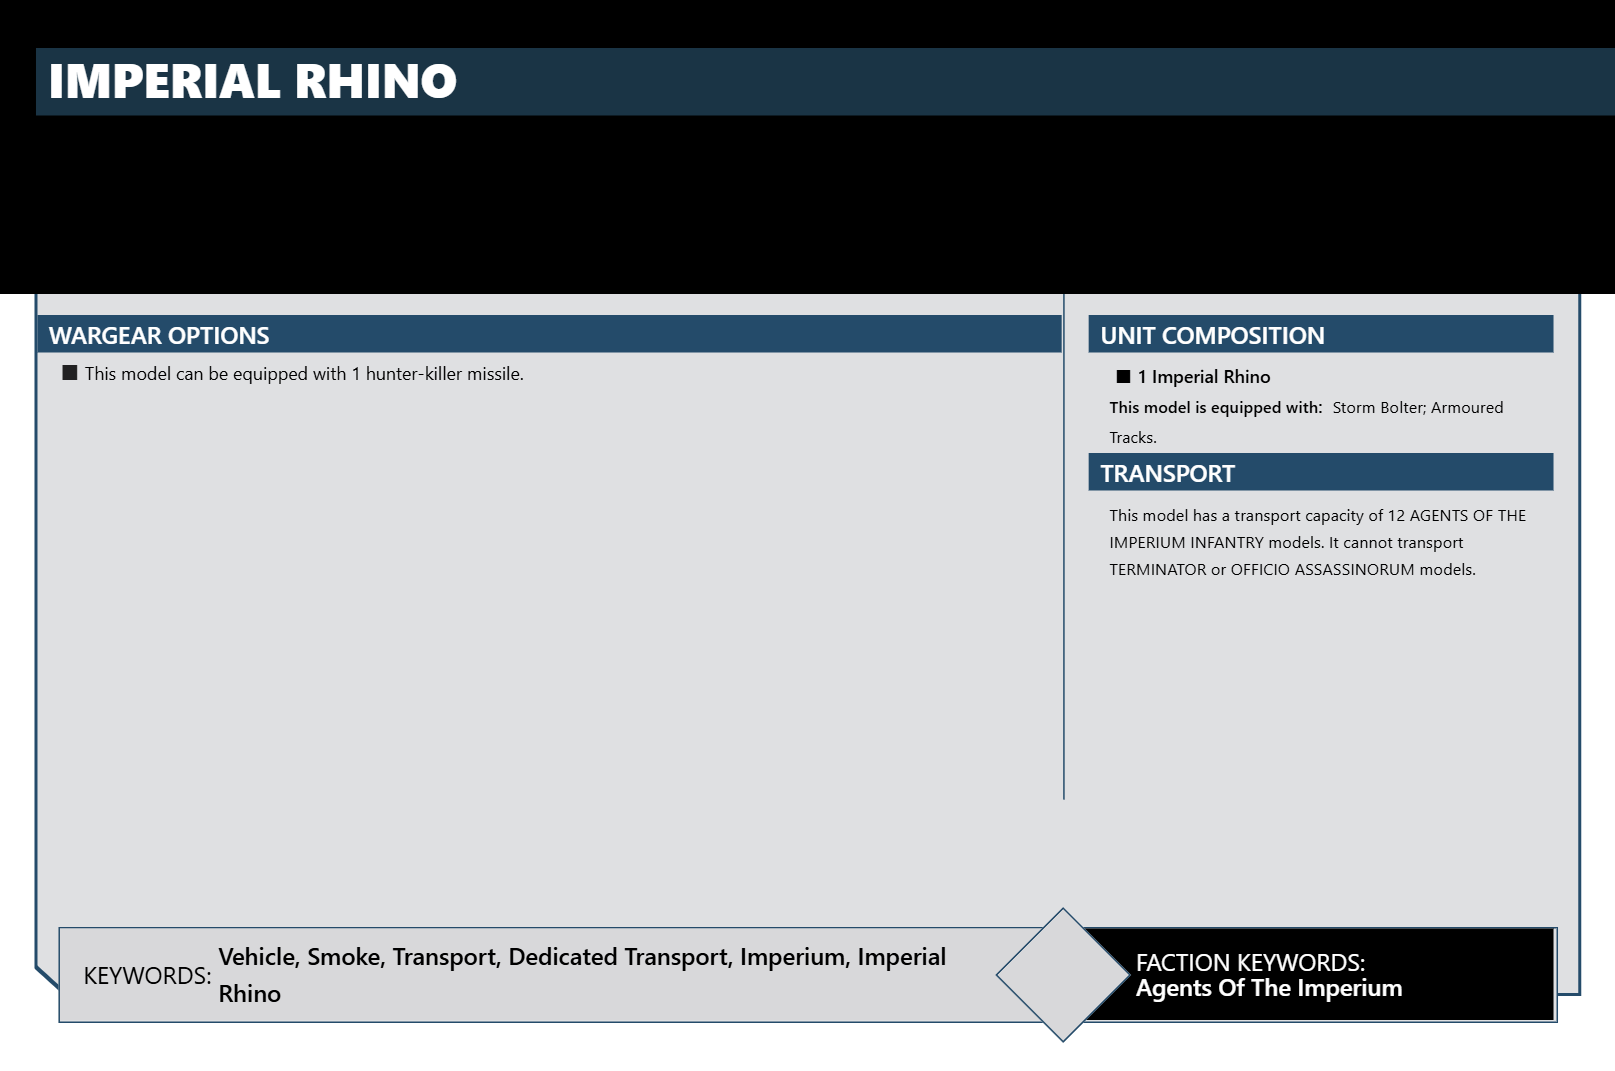 IMPERIAL RHINO
WARGEAR OPTIONS
■ This model can be equipped with 1 hunter-killer missile.
UNIT COMPOSITION
■ 1 Imperial Rhino
This model is equipped with: Storm Bolter; Armoured
Tracks.
TRANSPORT
This model has a transport capacity of 12 AGENTS OF THE
IMPERIUM INFANTRY models. It cannot transport
TERMINATOR or OFFICIO ASSASSINORUM models.
KEYWORDS: Vehicle, Smoke, Transport, Dedicated Transport, Imperium, Imperial
Rhino
FACTION KEYWORDS:
Agents Of The Imperium